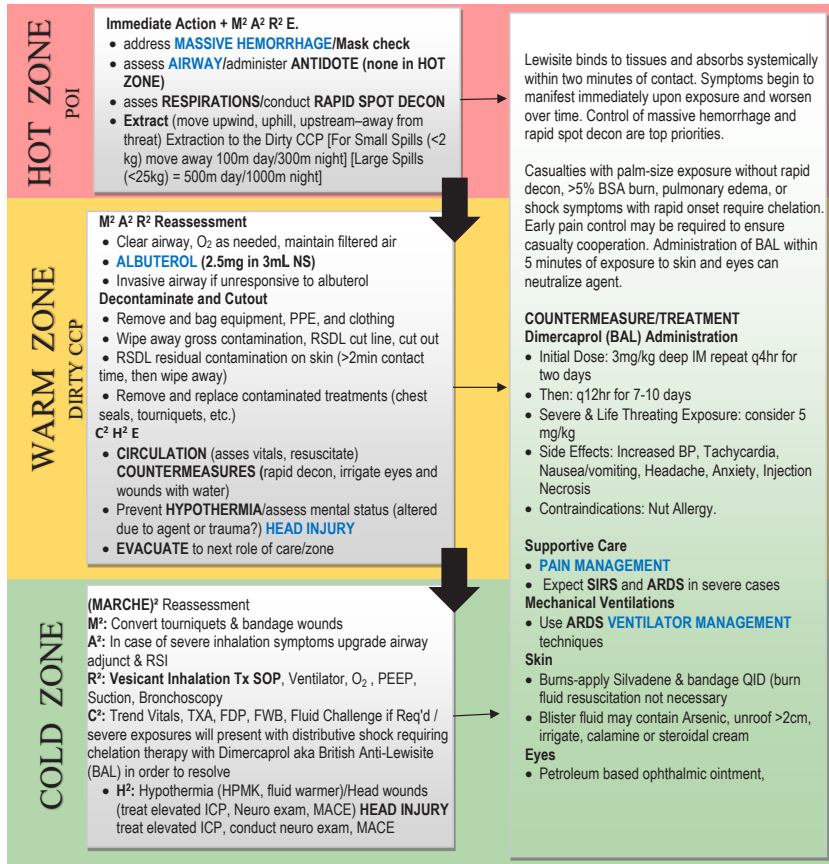 HOT ZONE
POI
Immediate Action + M² A² R² E.
• address MASSIVE HEMORRHAGE/Mask check
• assess AIRWAY/administer ANTIDOTE (none in HOT
ZONE)
• asses RESPIRATIONS/conduct RAPID SPOT DECON
• Extract (move upwind, uphill, upstream–away from
threat) Extraction to the Dirty CCP [For Small Spills (<2
kg) move away 100m day/300m night] [Large Spills
(<25kg) = 500m day/1000m night]
WARM ZONE
DIRTY CCP
M² A² R² Reassessment
• Clear airway, O₂ as needed, maintain filtered air
• ALBUTEROL (2.5mg in 3mL NS)
• Invasive airway if unresponsive to albuterol
Decontaminate and Cutout
• Remove and bag equipment, PPE, and clothing
• Wipe away gross contamination, RSDL cut line, cut out
• RSDL residual contamination on skin (>2min contact
time, then wipe away)
• Remove and replace contaminated treatments (chest
seals, tourniquets, etc.)
C² H² E
• CIRCULATION (asses vitals, resuscitate)
COUNTERMEASURES (rapid decon, irrigate eyes and
wounds with water)
• Prevent HYPOTHERMIA/assess mental status (altered
due to agent or trauma?) HEAD INJURY
• EVACUATE to next role of care/zone
COLD ZONE
(MARCHE)² Reassessment
M²: Convert tourniquets & bandage wounds
A²: In case of severe inhalation symptoms upgrade airway
adjunct & RSI
R²: Vesicant Inhalation Tx SOP, Ventilator, O₂ , PEEP,
Suction, Bronchoscopy
C²: Trend Vitals, TXA, FDP, FWB, Fluid Challenge if Req'd /
severe exposures will present with distributive shock requiring
chelation therapy with Dimercaprol aka British Anti-Lewisite
(BAL) in order to resolve
• H²: Hypothermia (HPMK, fluid warmer)/Head wounds
(treat elevated ICP, Neuro exam, MACE) HEAD INJURY
treat elevated ICP, conduct neuro exam, MACE
Lewisite binds to tissues and absorbs systemically
within two minutes of contact. Symptoms begin to
manifest immediately upon exposure and worsen
over time. Control of massive hemorrhage and
rapid spot decon are top priorities.
Casualties with palm-size exposure without rapid
decon, >5% BSA burn, pulmonary edema, or
shock symptoms with rapid onset require chelation.
Early pain control may be required to ensure
casualty cooperation. Administration of BAL within
5 minutes of exposure to skin and eyes can
neutralize agent.
COUNTERMEASURE/TREATMENT
Dimercaprol (BAL) Administration
• Initial Dose: 3mg/kg deep IM repeat q4hr for
two days
• Then: q12hr for 7-10 days
• Severe & Life Threating Exposure: consider 5
mg/kg
• Side Effects: Increased BP, Tachycardia,
Nausea/vomiting, Headache, Anxiety, Injection
Necrosis
• Contraindications: Nut Allergy.
Supportive Care
• PAIN MANAGEMENT
• Expect SIRS and ARDS in severe cases
Mechanical Ventilations
• Use ARDS VENTILATOR MANAGEMENT
techniques
Skin
• Burns-apply Silvadene & bandage QID (burn
fluid resuscitation not necessary
• Blister fluid may contain Arsenic, unroof >2cm,
irrigate, calamine or steroidal cream
Eyes
• Petroleum based ophthalmic ointment,